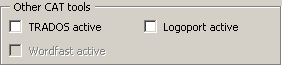 Other CAT tools
TRADOS active Logoport active
Wordfast active